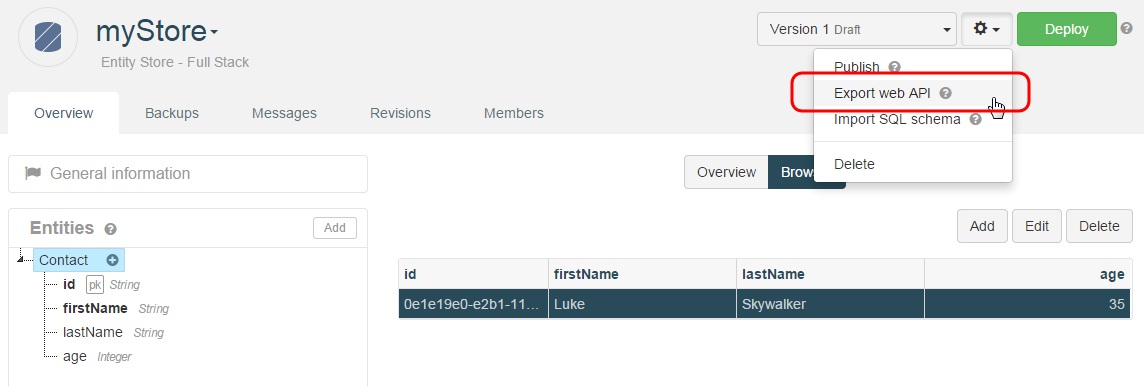 myStore
Entity Store - Full Stack
Version 1 Draft
Deploy
Publish
Export web API
Import SQL schema
Delete
Overview
Backups
Messages
Revisions
Members
General information
Entities
Add
Contact
id pk String
firstName String
lastName String
age Integer
Overview
Add
Edit
Delete
id firstName lastName age
0e1e19e0-e2b1-11... Luke Skywalker 35